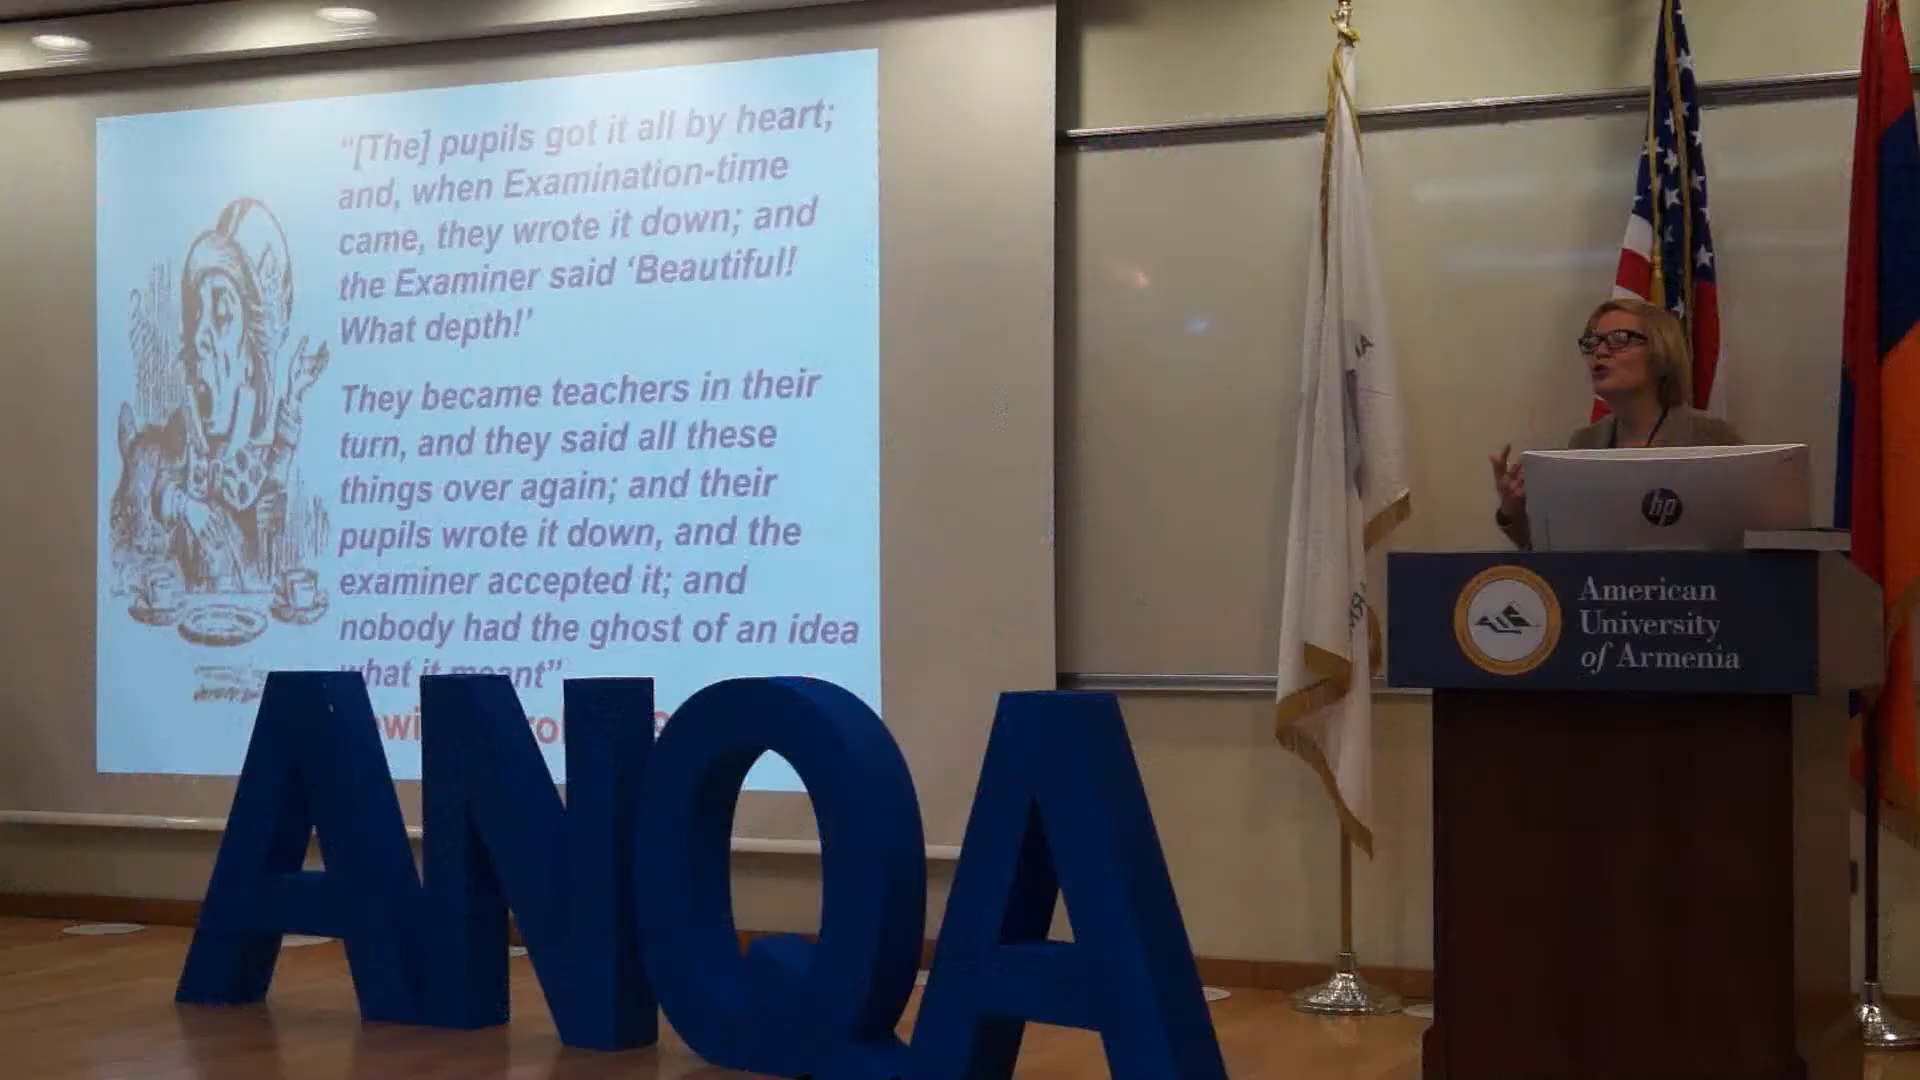 “[The] pupils got it all by heart;
and, when Examination-time
came, they wrote it down; and
the Examiner said ‘Beautiful!
What depth!’
They became teachers in their
turn, and they said all these
things over again; and their
pupils wrote it down, and the
examiner accepted it; and
nobody had the ghost of an idea
what it meant”
ANQA
hp
American
University
of Armenia